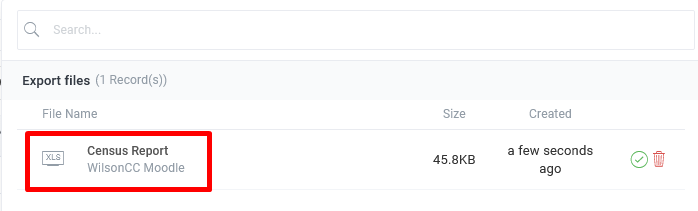 Search...
Export files (1 Record(s))
File Name Size Created
XLS Census Report 45.8KB a few seconds ago
WilsonCC Moodle